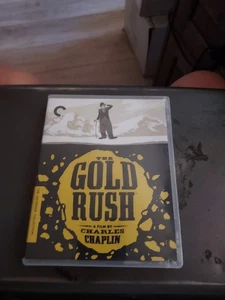 THE
GOLD
RUSH
A FILM BY
CHARLES
CHAPLIN